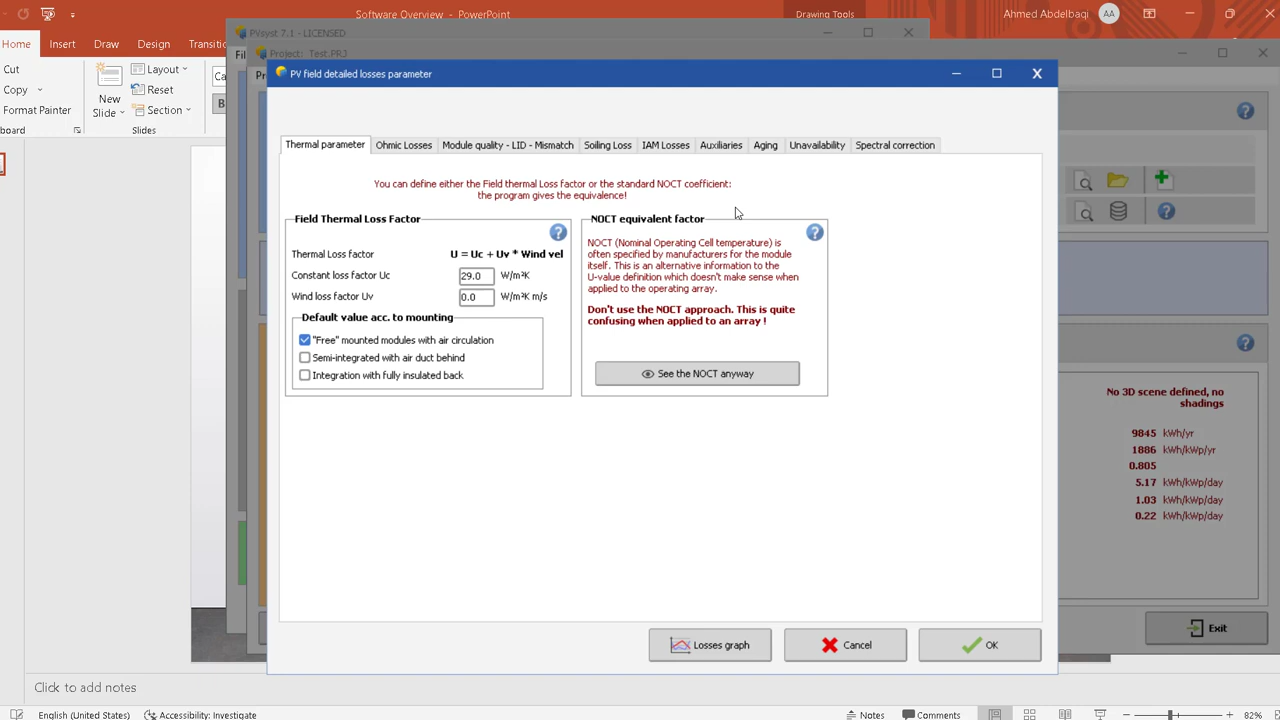 Software Overview - PowerPoint
Drawing Tools
Ahmed Abdelbaqi
AA
Home
Insert
Draw
Design
PVsyst 7.1 - LICENSED
Project: Test.PRJ
Cut
Copy
Format Painter
New
Slide
Layout
Reset
Section
Slides
PV field detailed losses parameter
X
Thermal parameter
Ohmic Losses
Module quality - LID - Mismatch
Soiling Loss
IAM Losses
Auxiliaries
Aging
Unavailability
Spectral correction
You can define either the Field thermal Loss factor or the standard NOCT coefficient:
the program gives the equivalence!
Field Thermal Loss Factor
Thermal Loss factor
U = Uc + Uv * Wind vel
Constant loss factor Uc
29.0
W/m²K
Wind loss factor Uv
0.0
W/m²K m/s
Default value acc. to mounting
"Free" mounted modules with air circulation
Semi-integrated with air duct behind
Integration with fully insulated back
NOCT equivalent factor
NOCT (Nominal Operating Cell temperature) is
often specified by manufacturers for the module
itself. This is an alternative information to the
U-value definition which doesn't make sense when
applied to the operating array.
Don't use the NOCT approach. This is quite
confusing when applied to an array !
See the NOCT anyway
No 3D scene defined, no
shadings
9845 kWh/yr
1886 kWh/kWp/yr
0.805
5.17 kWh/kWp/day
1.03 kWh/kWp/day
0.22 kWh/kWp/day
Exit
Losses graph
Cancel
OK
Click to add notes
English (United States)
Accessibility: Investigate
Notes
Comments
82%